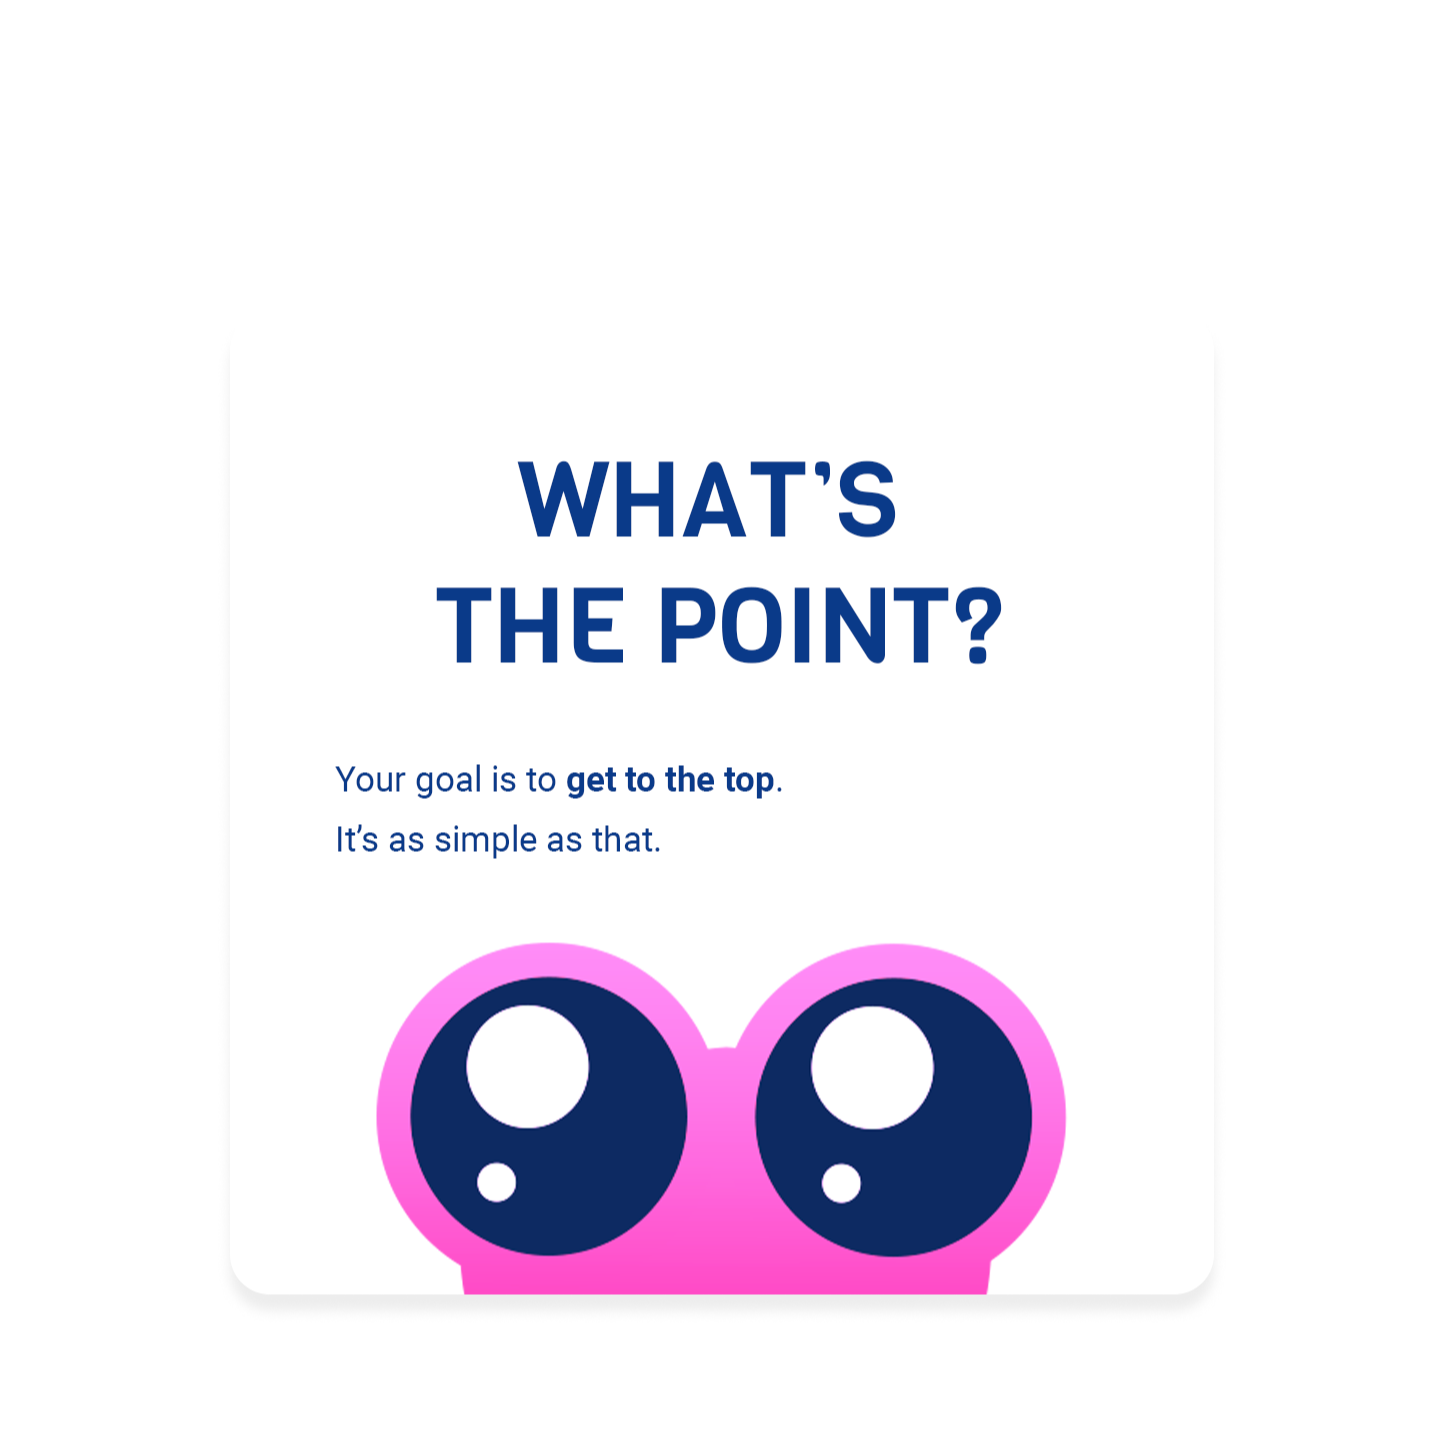 WHAT’S
THE POINT?
Your goal is to get to the top.
It’s as simple as that.